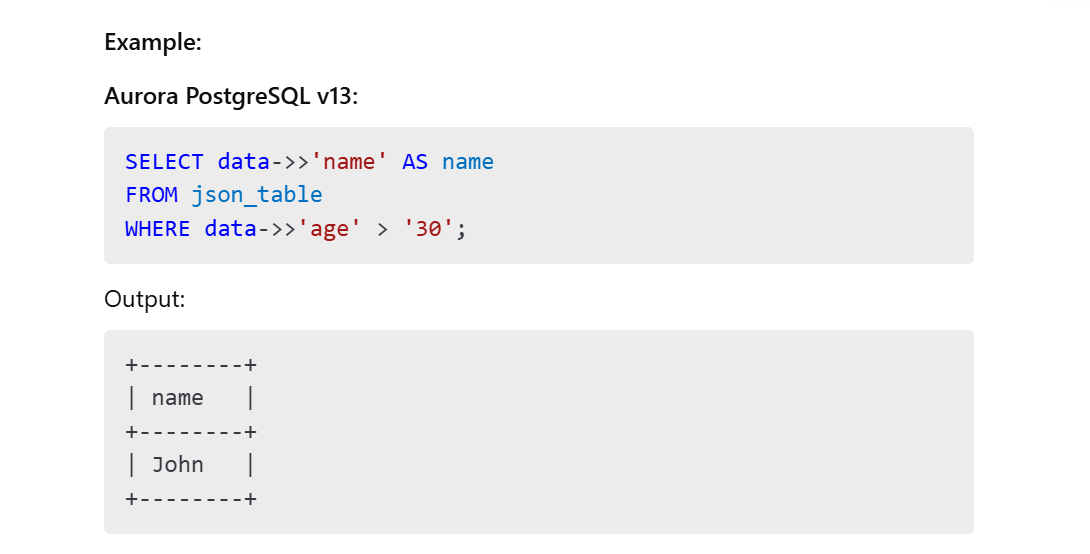 Example:
Aurora PostgreSQL v13:
SELECT data->>'name' AS name
FROM json_table
WHERE data->>'age' > '30';
Output:
+--------+
| name   |
+--------+
| John   |
+--------+